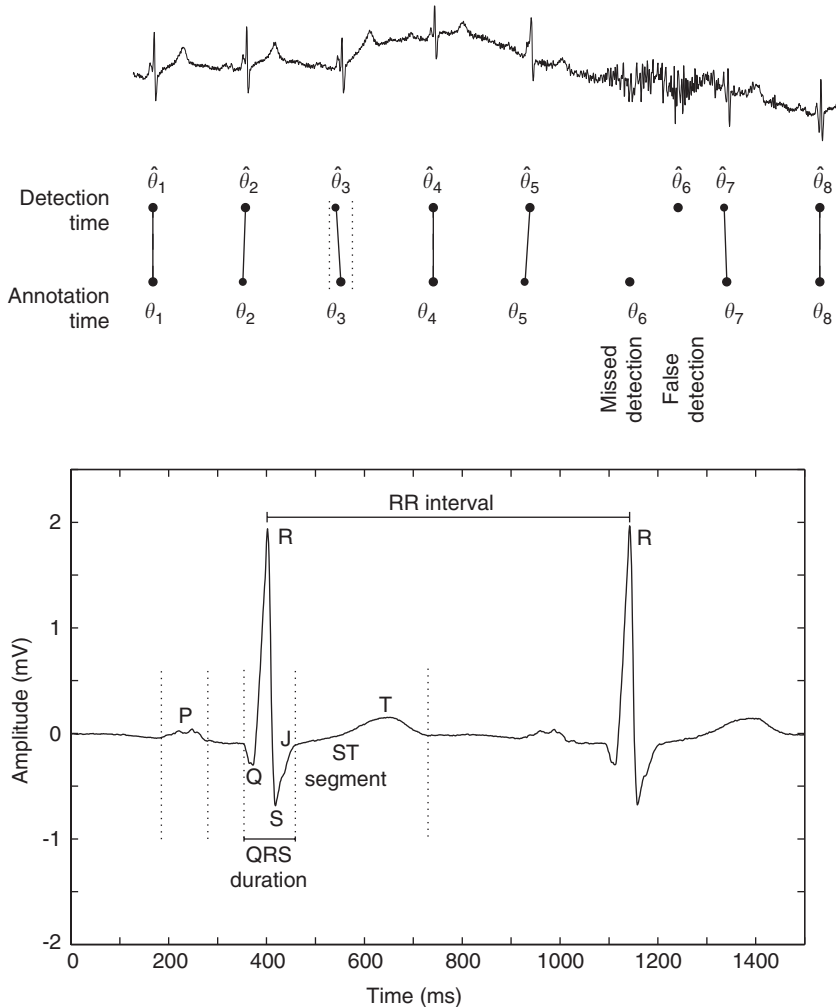 θ̂1 θ̂2 θ̂3 θ̂4 θ̂5 θ̂6 θ̂7 θ̂8
Detection
time
Annotation
time
θ1 θ2 θ3 θ4 θ5 θ6 θ7 θ8
Missed
detection
False
detection
RR interval
R R
P
Q
S
J
T
ST
segment
QRS
duration
Amplitude (mV)
2
1
0
-1
-2
0 200 400 600 800 1000 1200 1400
Time (ms)